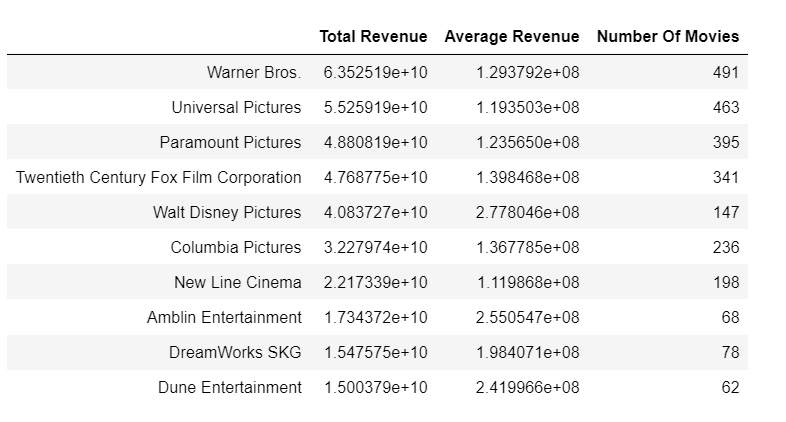 Total Revenue Average Revenue Number Of Movies
Warner Bros. 6.352519e+10 1.293792e+08 491
Universal Pictures 5.525919e+10 1.193503e+08 463
Paramount Pictures 4.880819e+10 1.235650e+08 395
Twentieth Century Fox Film Corporation 4.768775e+10 1.398468e+08 341
Walt Disney Pictures 4.083727e+10 2.778046e+08 147
Columbia Pictures 3.227974e+10 1.367785e+08 236
New Line Cinema 2.217339e+10 1.119868e+08 198
Amblin Entertainment 1.734372e+10 2.550547e+08 68
DreamWorks SKG 1.547575e+10 1.984071e+08 78
Dune Entertainment 1.500379e+10 2.419966e+08 62